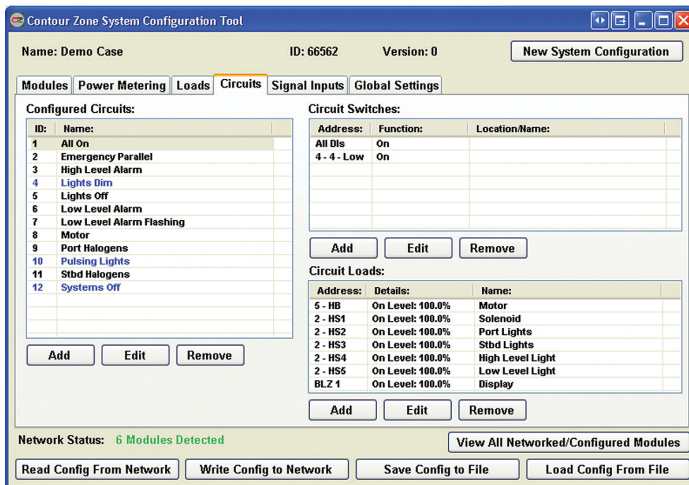 Contour Zone System Configuration Tool
Name: Demo Case ID: 66562 Version: 0 New System Configuration
Modules Power Metering Loads Circuits Signal Inputs Global Settings
Configured Circuits:
ID: Name:
1 All On
2 Emergency Parallel
3 High Level Alarm
4 Lights Dim
5 Lights Off
6 Low Level Alarm
7 Low Level Alarm Flashing
8 Motor
9 Port Halogens
10 Pulsing Lights
11 Stbd Halogens
12 Systems Off
Add Edit Remove
Circuit Switches:
Address: Function: Location/Name:
All DIs On
4 - 4 - Low On
Add Edit Remove
Circuit Loads:
Address: Details: Name:
5 - HB On Level: 100.0% Motor
2 - HS1 On Level: 100.0% Solenoid
2 - HS2 On Level: 100.0% Port Lights
2 - HS3 On Level: 100.0% Stbd Lights
2 - HS4 On Level: 100.0% High Level Light
2 - HS5 On Level: 100.0% Low Level Light
BLZ 1 On Level: 100.0% Display
Add Edit Remove
Network Status: 6 Modules Detected View All Networked/Configured Modules
Read Config From Network Write Config to Network Save Config to File Load Config From File